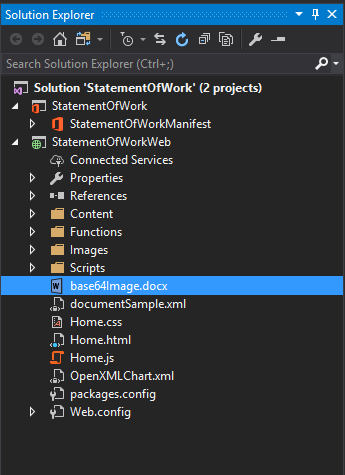 Solution Explorer
Search Solution Explorer (Ctrl+;)
Solution 'StatementOfWork' (2 projects)
StatementOfWork
StatementOfWorkManifest
StatementOfWorkWeb
Connected Services
Properties
References
Content
Functions
Images
Scripts
base64Image.docx
documentSample.xml
Home.css
Home.html
Home.js
OpenXMLChart.xml
packages.config
Web.config